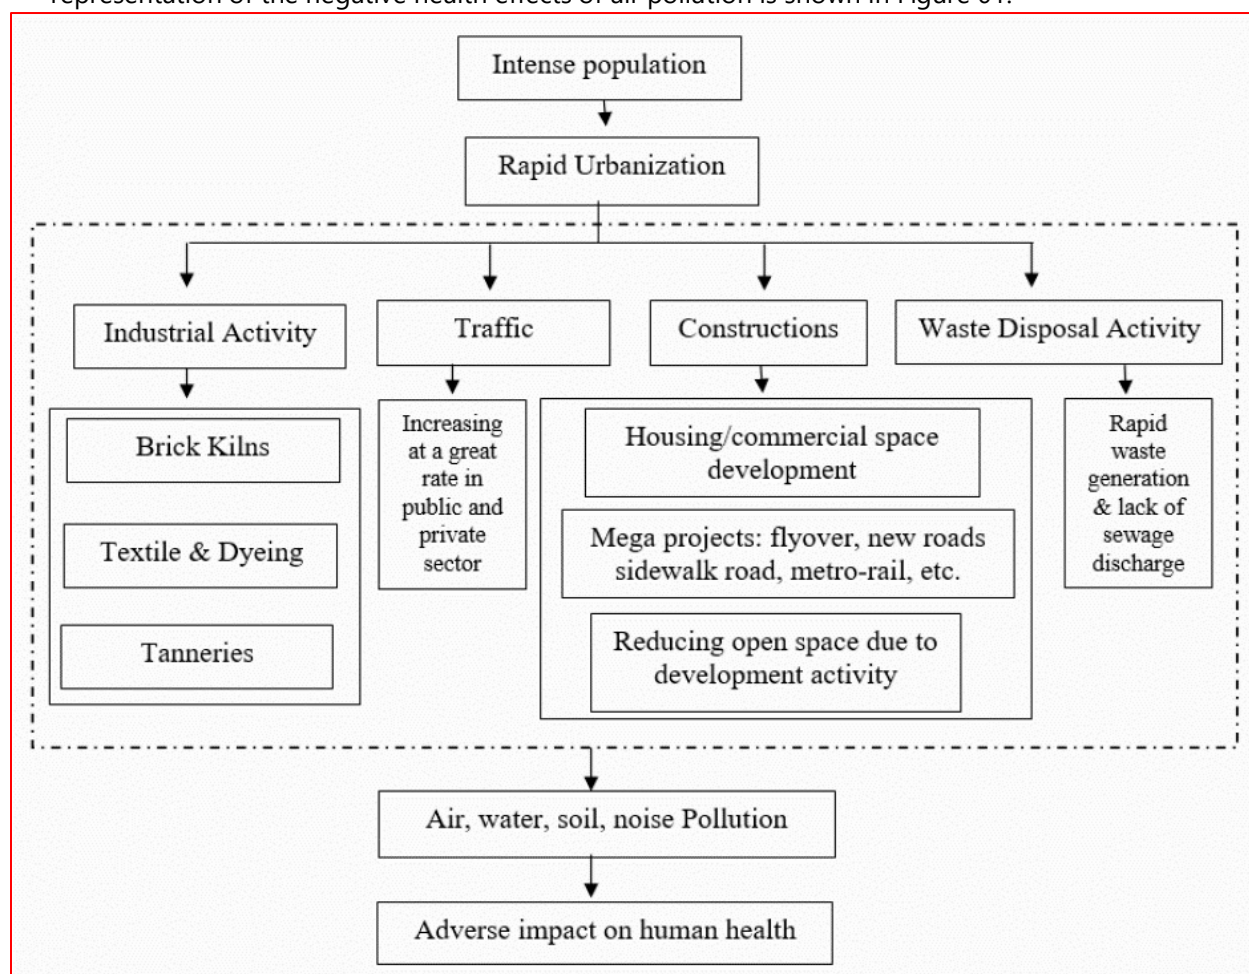 representation of the negative health effects of air pollution is shown in Figure 01.
Intense population
Rapid Urbanization
Industrial Activity
Traffic
Constructions
Waste Disposal Activity
Brick Kilns
Textile & Dyeing
Tanneries
Increasing
at a great
rate in
public and
private
sector
Housing/commercial space
development
Mega projects: flyover, new roads
sidewalk road, metro-rail, etc.
Reducing open space due to
development activity
Rapid
waste
generation
& lack of
sewage
discharge
Air, water, soil, noise Pollution
Adverse impact on human health